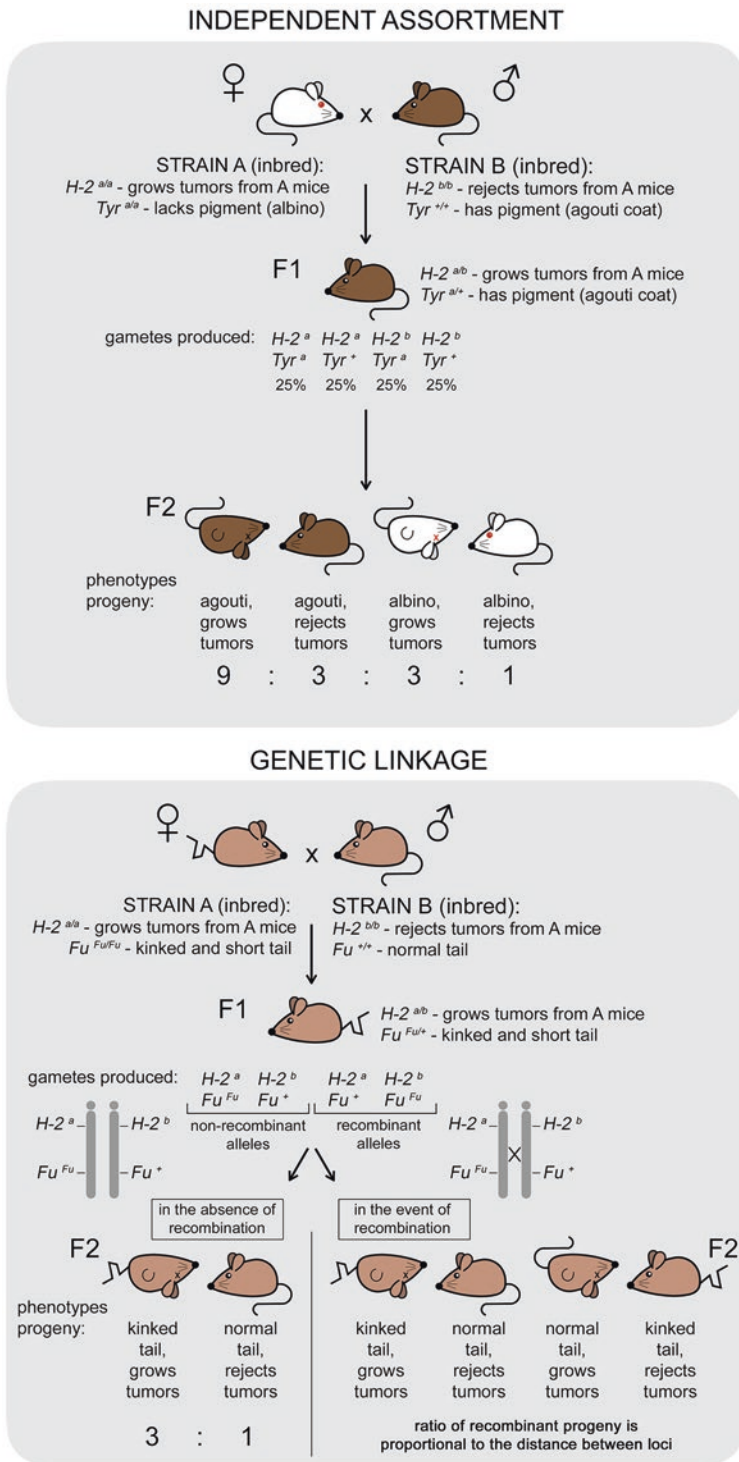 INDEPENDENT ASSORTMENT
♀ x ♂
STRAIN A (inbred):
H-2 a/a - grows tumors from A mice
Tyr a/a - lacks pigment (albino)
STRAIN B (inbred):
H-2 b/b - rejects tumors from A mice
Tyr +/+ - has pigment (agouti coat)
F1
H-2 a/b - grows tumors from A mice
Tyr a/+ - has pigment (agouti coat)
gametes produced: H-2 a H-2 a H-2 b H-2 b
Tyr a Tyr + Tyr a Tyr +
25% 25% 25% 25%
F2
x x
phenotypes
progeny:
agouti, agouti, albino, albino,
grows rejects grows rejects
tumors tumors tumors tumors
9 : 3 : 3 : 1
GENETIC LINKAGE
♀ x ♂
STRAIN A (inbred):
H-2 a/a - grows tumors from A mice
Fu Fu/Fu - kinked and short tail
STRAIN B (inbred):
H-2 b/b - rejects tumors from A mice
Fu +/+ - normal tail
F1
H-2 a/b - grows tumors from A mice
Fu Fu/+ - kinked and short tail
gametes produced: H-2 a H-2 b H-2 a H-2 b
Fu Fu Fu + Fu + Fu Fu
non-recombinant
alleles
recombinant
alleles
H-2 a H-2 b
Fu Fu Fu +
H-2 a H-2 b
Fu Fu X Fu +
in the absence of
recombination
in the event of
recombination
F2
F2
x x x
phenotypes
progeny:
kinked normal
tail, tail,
grows rejects
tumors tumors
3 : 1
kinked normal normal kinked
tail, tail, tail, tail,
grows rejects grows rejects
tumors tumors tumors tumors
ratio of recombinant progeny is
proportional to the distance between loci